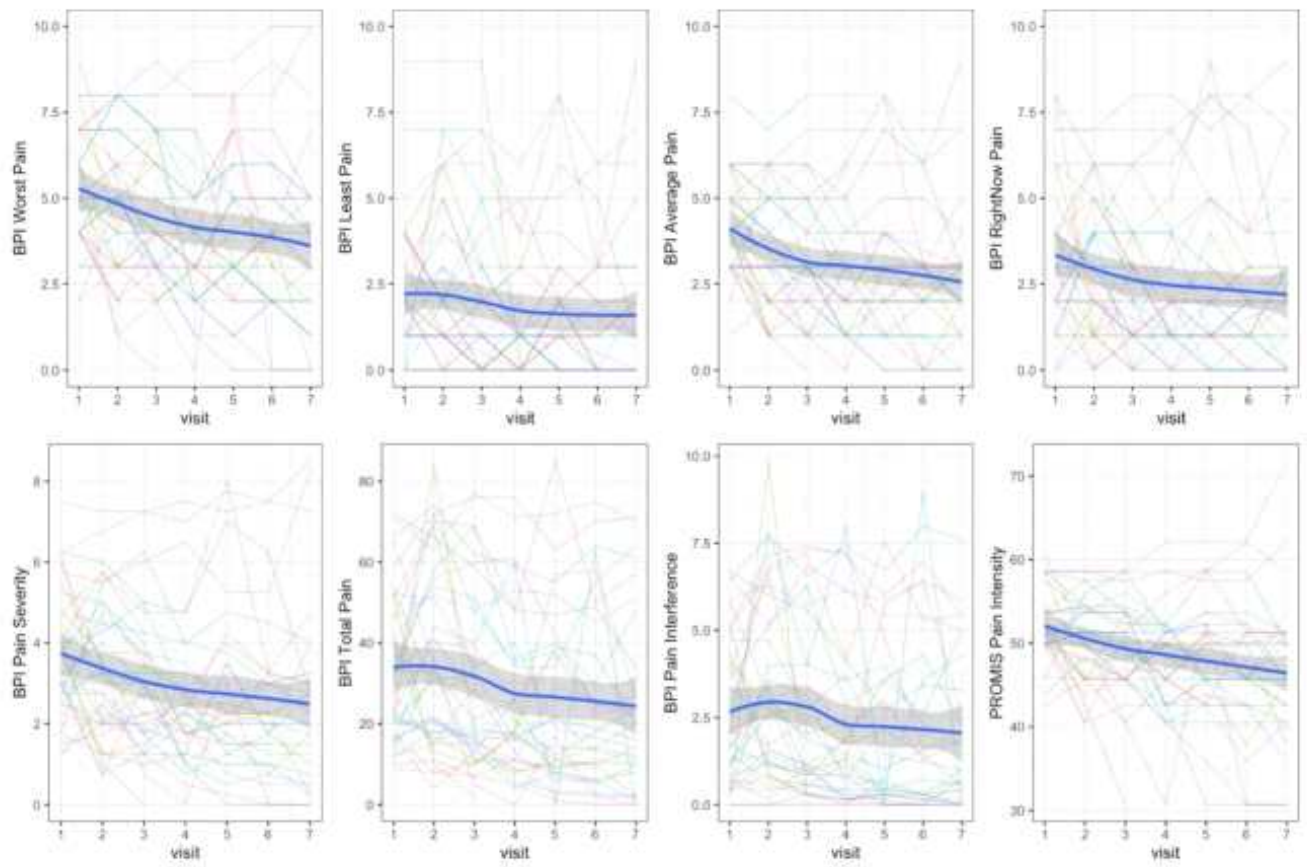 BPI Worst Pain
10.0
7.5
5.0
2.5
0.0
1 2 3 4 5 6 7
visit
BPI Least Pain
10.0
7.5
5.0
2.5
0.0
1 2 3 4 5 6 7
visit
BPI Average Pain
10.0
7.5
5.0
2.5
0.0
1 2 3 4 5 6 7
visit
BPI RightNow Pain
10.0
7.5
5.0
2.5
0.0
1 2 3 4 5 6 7
visit
BPI Pain Severity
8
6
4
2
0
1 2 3 4 5 6 7
visit
BPI Total Pain
80
60
40
20
0
1 2 3 4 5 6 7
visit
BPI Pain Interference
10.0
7.5
5.0
2.5
0.0
1 2 3 4 5 6 7
visit
PROMIS Pain Intensity
70
60
50
40
30
1 2 3 4 5 6 7
visit